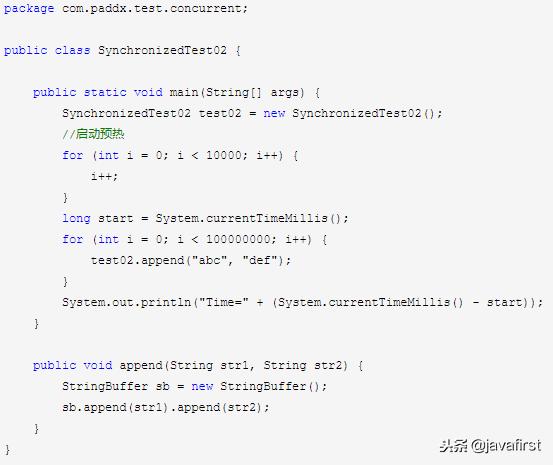 package com.paddx.test.concurrent;
public class SynchronizedTest02 {
    public static void main(String[] args) {
        SynchronizedTest02 test02 = new SynchronizedTest02();
        //启动预热
        for (int i = 0; i < 10000; i++) {
            i++;
        }
        long start = System.currentTimeMillis();
        for (int i = 0; i < 100000000; i++) {
            test02.append("abc", "def");
        }
        System.out.println("Time=" + (System.currentTimeMillis() - start));
    }
    public void append(String str1, String str2) {
        StringBuffer sb = new StringBuffer();
        sb.append(str1).append(str2);
    }
}
头条 @javafirst